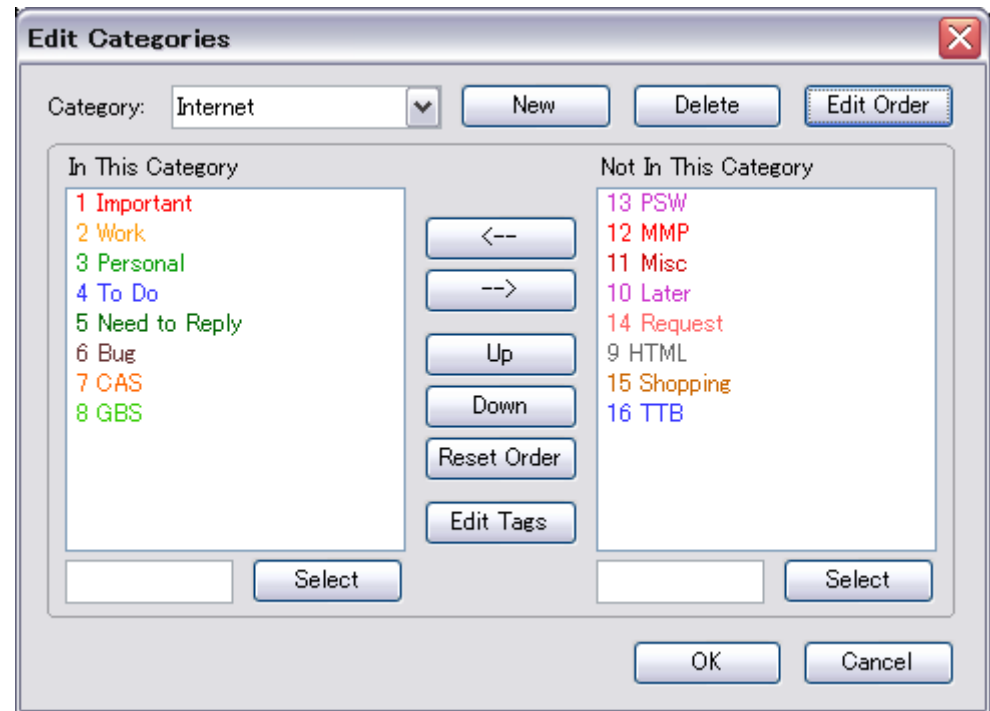 Edit Categories
Category: Internet New Delete Edit Order
In This Category
1 Important
2 Work
3 Personal
4 To Do
5 Need to Reply
6 Bug
7 CAS
8 GBS
Select
<--
-->
Up
Down
Reset Order
Edit Tags
Not In This Category
13 PSW
12 MMP
11 Misc
10 Later
14 Request
9 HTML
15 Shopping
16 TTB
Select
OK Cancel